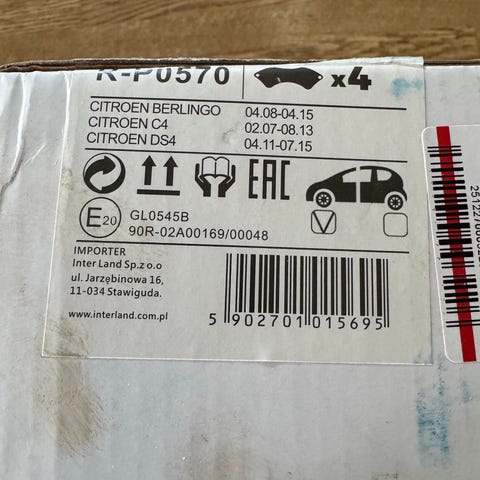 R-P0570 x4
CITROEN BERLINGO 04.08-04.15
CITROEN C4 02.07-08.13
CITROEN DS4 04.11-07.15
EAC
E20 GL0545B
90R-02A00169/00048
IMPORTER
Inter Land Sp.z o.o
ul. Jarzębinowa 16,
11-034 Stawiguda.
www.interland.com.pl
5 902701 015695